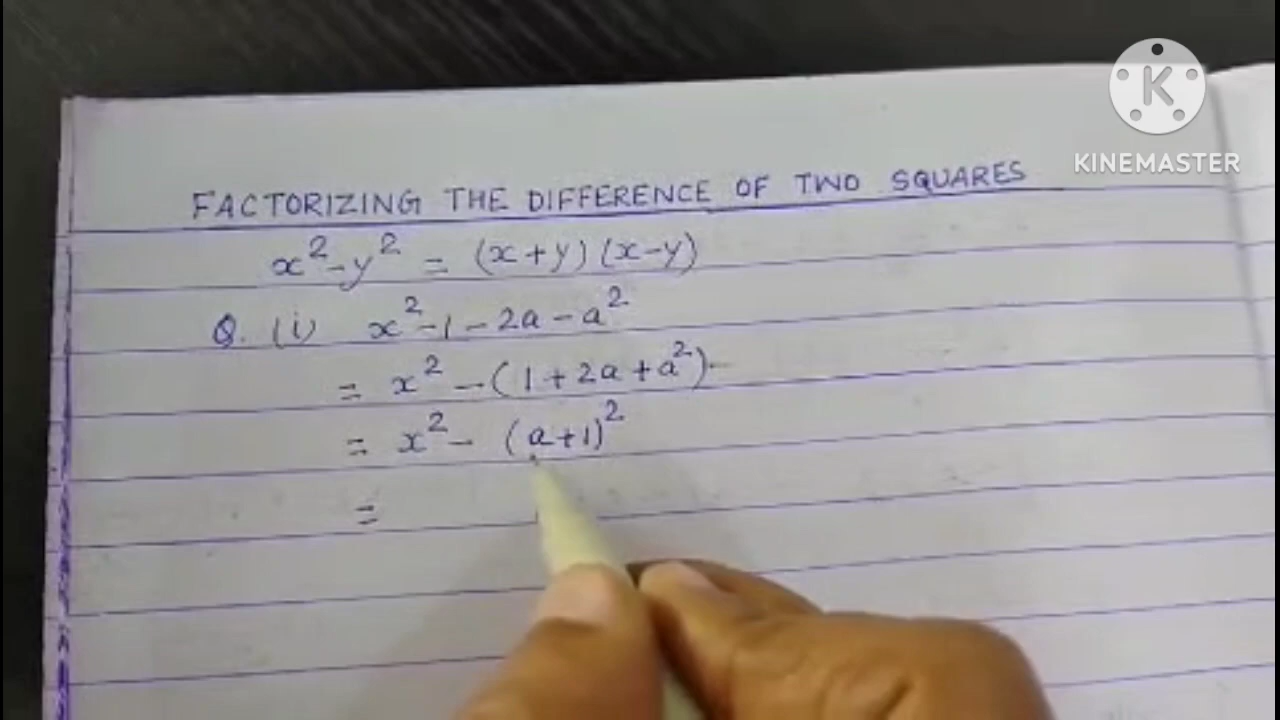 K
KINEMASTER
FACTORIZING THE DIFFERENCE OF TWO SQUARES
x² - y² = (x + y) (x - y)
Q. (i) x² - 1 - 2a - a²
= x² - (1 + 2a + a²)
= x² - (a + 1)²
=